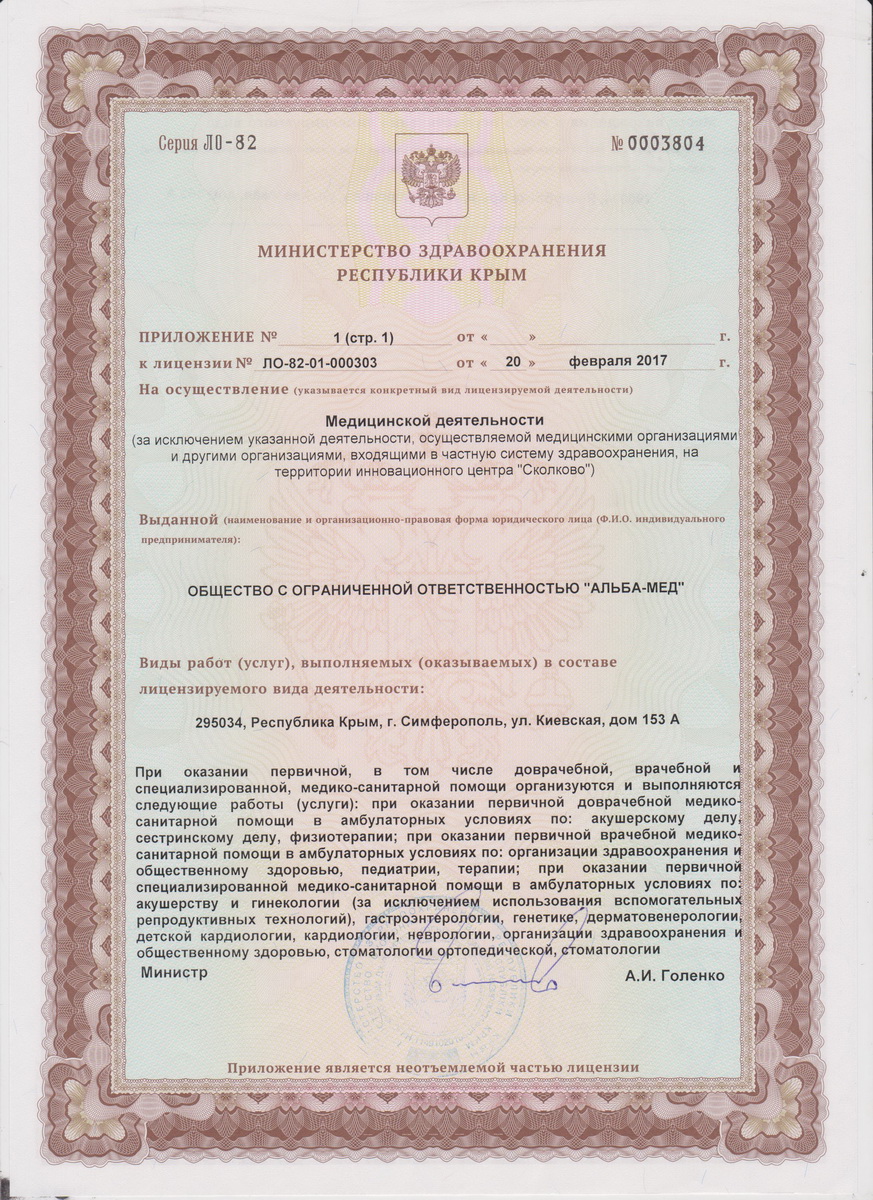 Серия ЛО-82 № 0003804
МИНИСТЕРСТВО ЗДРАВООХРАНЕНИЯ
РЕСПУБЛИКИ КРЫМ
ПРИЛОЖЕНИЕ № 1 (стр. 1) от « » г.
к лицензии № ЛО-82-01-000303 от « 20 » февраля 2017 г.
На осуществление (указывается конкретный вид лицензируемой деятельности)
Медицинской деятельности
(за исключением указанной деятельности, осуществляемой медицинскими организациями
и другими организациями, входящими в частную систему здравоохранения, на
территории инновационного центра "Сколково")
Выданной (наименование и организационно-правовая форма юридического лица (Ф.И.О. индивидуального
предпринимателя):
ОБЩЕСТВО С ОГРАНИЧЕННОЙ ОТВЕТСТВЕННОСТЬЮ "АЛЬБА-МЕД"
Виды работ (услуг), выполняемых (оказываемых) в составе
лицензируемого вида деятельности:
295034, Республика Крым, г. Симферополь, ул. Киевская, дом 153 А
При оказании первичной, в том числе доврачебной, врачебной и
специализированной, медико-санитарной помощи организуются и выполняются
следующие работы (услуги): при оказании первичной доврачебной медико-
санитарной помощи в амбулаторных условиях по: акушерскому делу,
сестринскому делу, физиотерапии; при оказании первичной врачебной медико-
санитарной помощи в амбулаторных условиях по: организации здравоохранения и
общественному здоровью, педиатрии, терапии; при оказании первичной
специализированной медико-санитарной помощи в амбулаторных условиях по:
акушерству и гинекологии (за исключением использования вспомогательных
репродуктивных технологий), гастроэнтерологии, генетике, дерматовенерологии,
детской кардиологии, кардиологии, неврологии, организации здравоохранения и
общественному здоровью, стоматологии ортопедической, стоматологии
Министр А.И. Голенко
Приложение является неотъемлемой частью лицензии